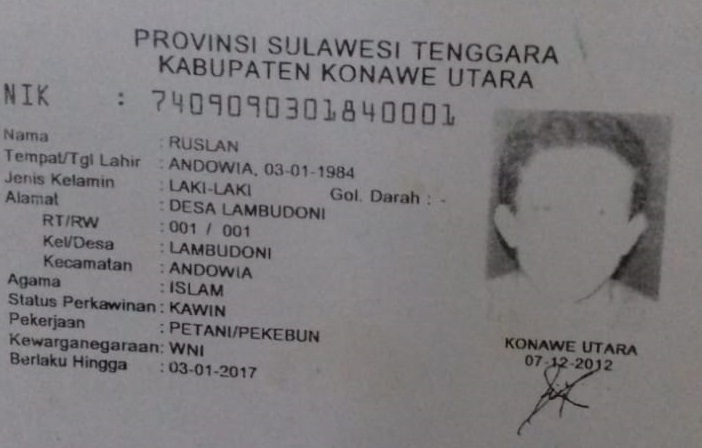 PROVINSI SULAWESI TENGGARA
KABUPATEN KONAWE UTARA
NIK : 7409090301840001
Nama : RUSLAN
Tempat/Tgl Lahir : ANDOWIA, 03-01-1984
Jenis Kelamin : LAKI-LAKI Gol. Darah : -
Alamat : DESA LAMBUDONI
RT/RW : 001 / 001
Kel/Desa : LAMBUDONI
Kecamatan : ANDOWIA
Agama : ISLAM
Status Perkawinan : KAWIN
Pekerjaan : PETANI/PEKEBUN
Kewarganegaraan: WNI
Berlaku Hingga : 03-01-2017
KONAWE UTARA
07-12-2012